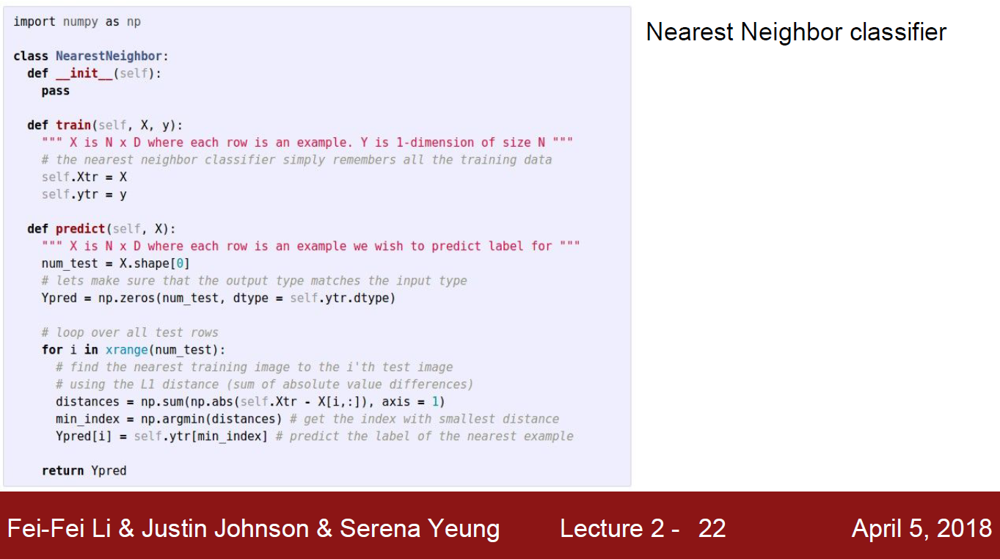 import numpy as np
class NearestNeighbor:
def __init__(self):
pass
def train(self, X, y):
""" X is N x D where each row is an example. Y is 1-dimension of size N """
# the nearest neighbor classifier simply remembers all the training data
self.Xtr = X
self.ytr = y
def predict(self, X):
""" X is N x D where each row is an example we wish to predict label for """
num_test = X.shape[0]
# lets make sure that the output type matches the input type
Ypred = np.zeros(num_test, dtype = self.ytr.dtype)
# loop over all test rows
for i in xrange(num_test):
# find the nearest training image to the i'th test image
# using the L1 distance (sum of absolute value differences)
distances = np.sum(np.abs(self.Xtr - X[i,:]), axis = 1)
min_index = np.argmin(distances) # get the index with smallest distance
Ypred[i] = self.ytr[min_index] # predict the label of the nearest example
return Ypred
Nearest Neighbor classifier
Fei-Fei Li & Justin Johnson & Serena Yeung Lecture 2 - 22 April 5, 2018